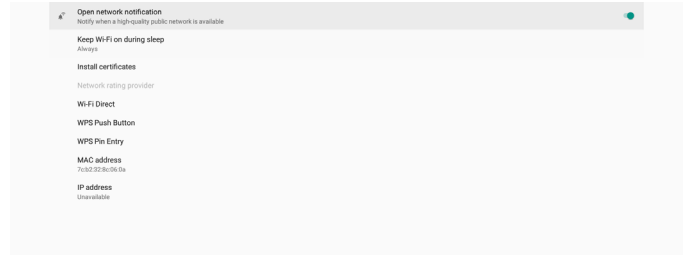 Open network notification
Notify when a high-quality public network is available
Keep Wi-Fi on during sleep
Always
Install certificates
Network rating provider
Wi-Fi Direct
WPS Push Button
WPS Pin Entry
MAC address
7c:b2:32:8c:06:0a
IP address
Unavailable